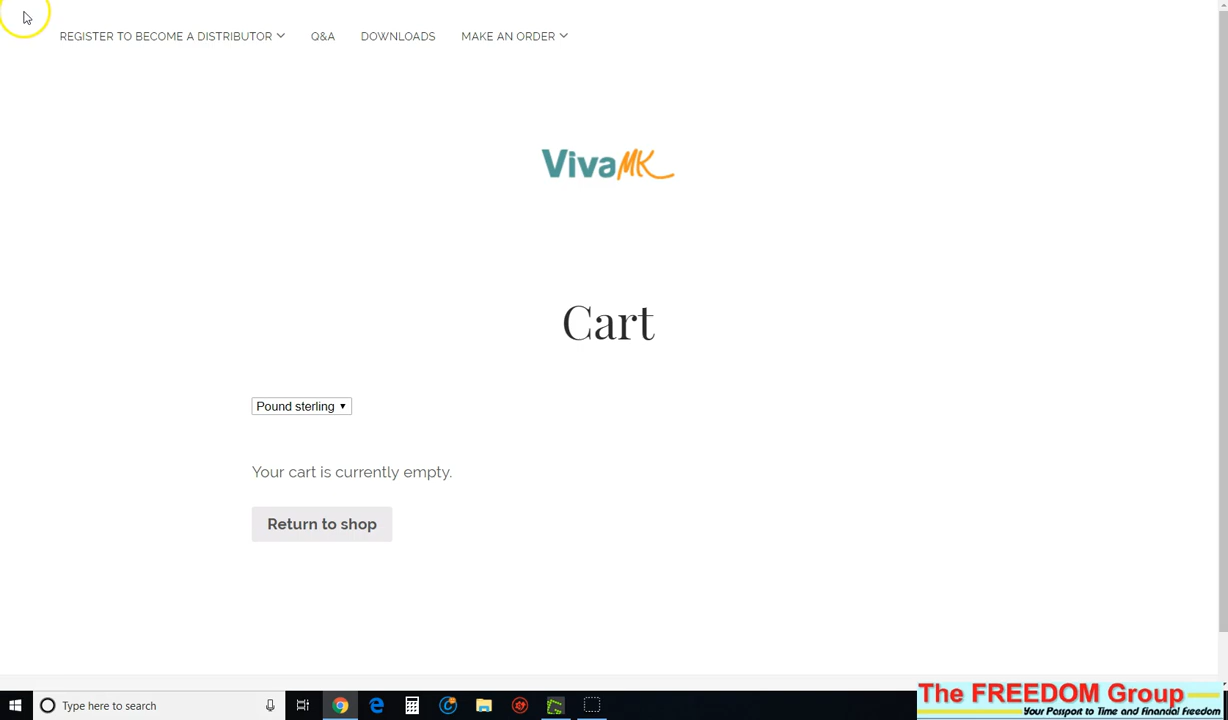 REGISTER TO BECOME A DISTRIBUTOR Q&A DOWNLOADS MAKE AN ORDER
VivaMK
Cart
Pound sterling
Your cart is currently empty.
Return to shop
Type here to search
The FREEDOM Group
Your Passport to Time and Financial Freedom